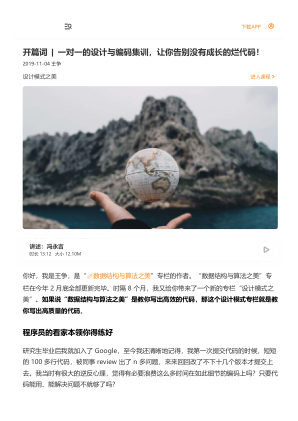 下载APP
开篇词 | 一对一的设计与编码集训，让你告别没有成长的烂代码！
2019-11-04 王争
设计模式之美
进入课程
讲述：冯永吉
时长 13:12 大小 12.10M
你好，我是王争，是“数据结构与算法之美”专栏的作者。“数据结构与算法之美”专
栏在今年 2 月底全部更新完毕。时隔 8 个月，我又给你带来了一个新的专栏“设计模式之
美”。如果说“数据结构与算法之美”是教你写出高效的代码，那这个设计模式专栏就是教
你写出高质量的代码。
程序员的看家本领你得练好
研究生毕业后我就加入了 Google，至今我还清晰地记得，我第一次提交代码的时候，短短
的 100 多行代码，被同事 review 出了 n 多问题，来来回回改了不下十几个版本才提交上
去。我当时有很大的逆反心理，觉得有必要浪费这么多时间在如此细节的编码上吗？只要代
码能用，能解决问题不就够了吗？